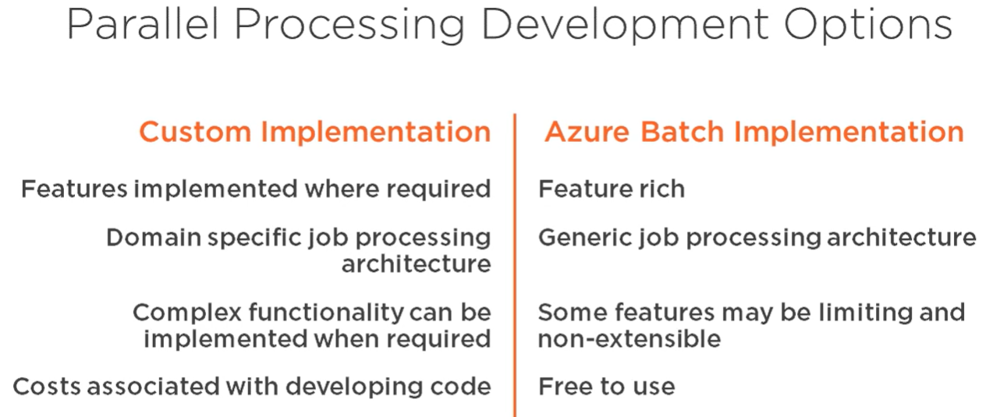 Parallel Processing Development Options
Custom Implementation
Features implemented where required
Domain specific job processing
architecture
Complex functionality can be
implemented when required
Costs associated with developing code
Azure Batch Implementation
Feature rich
Generic job processing architecture
Some features may be limiting and
non-extensible
Free to use